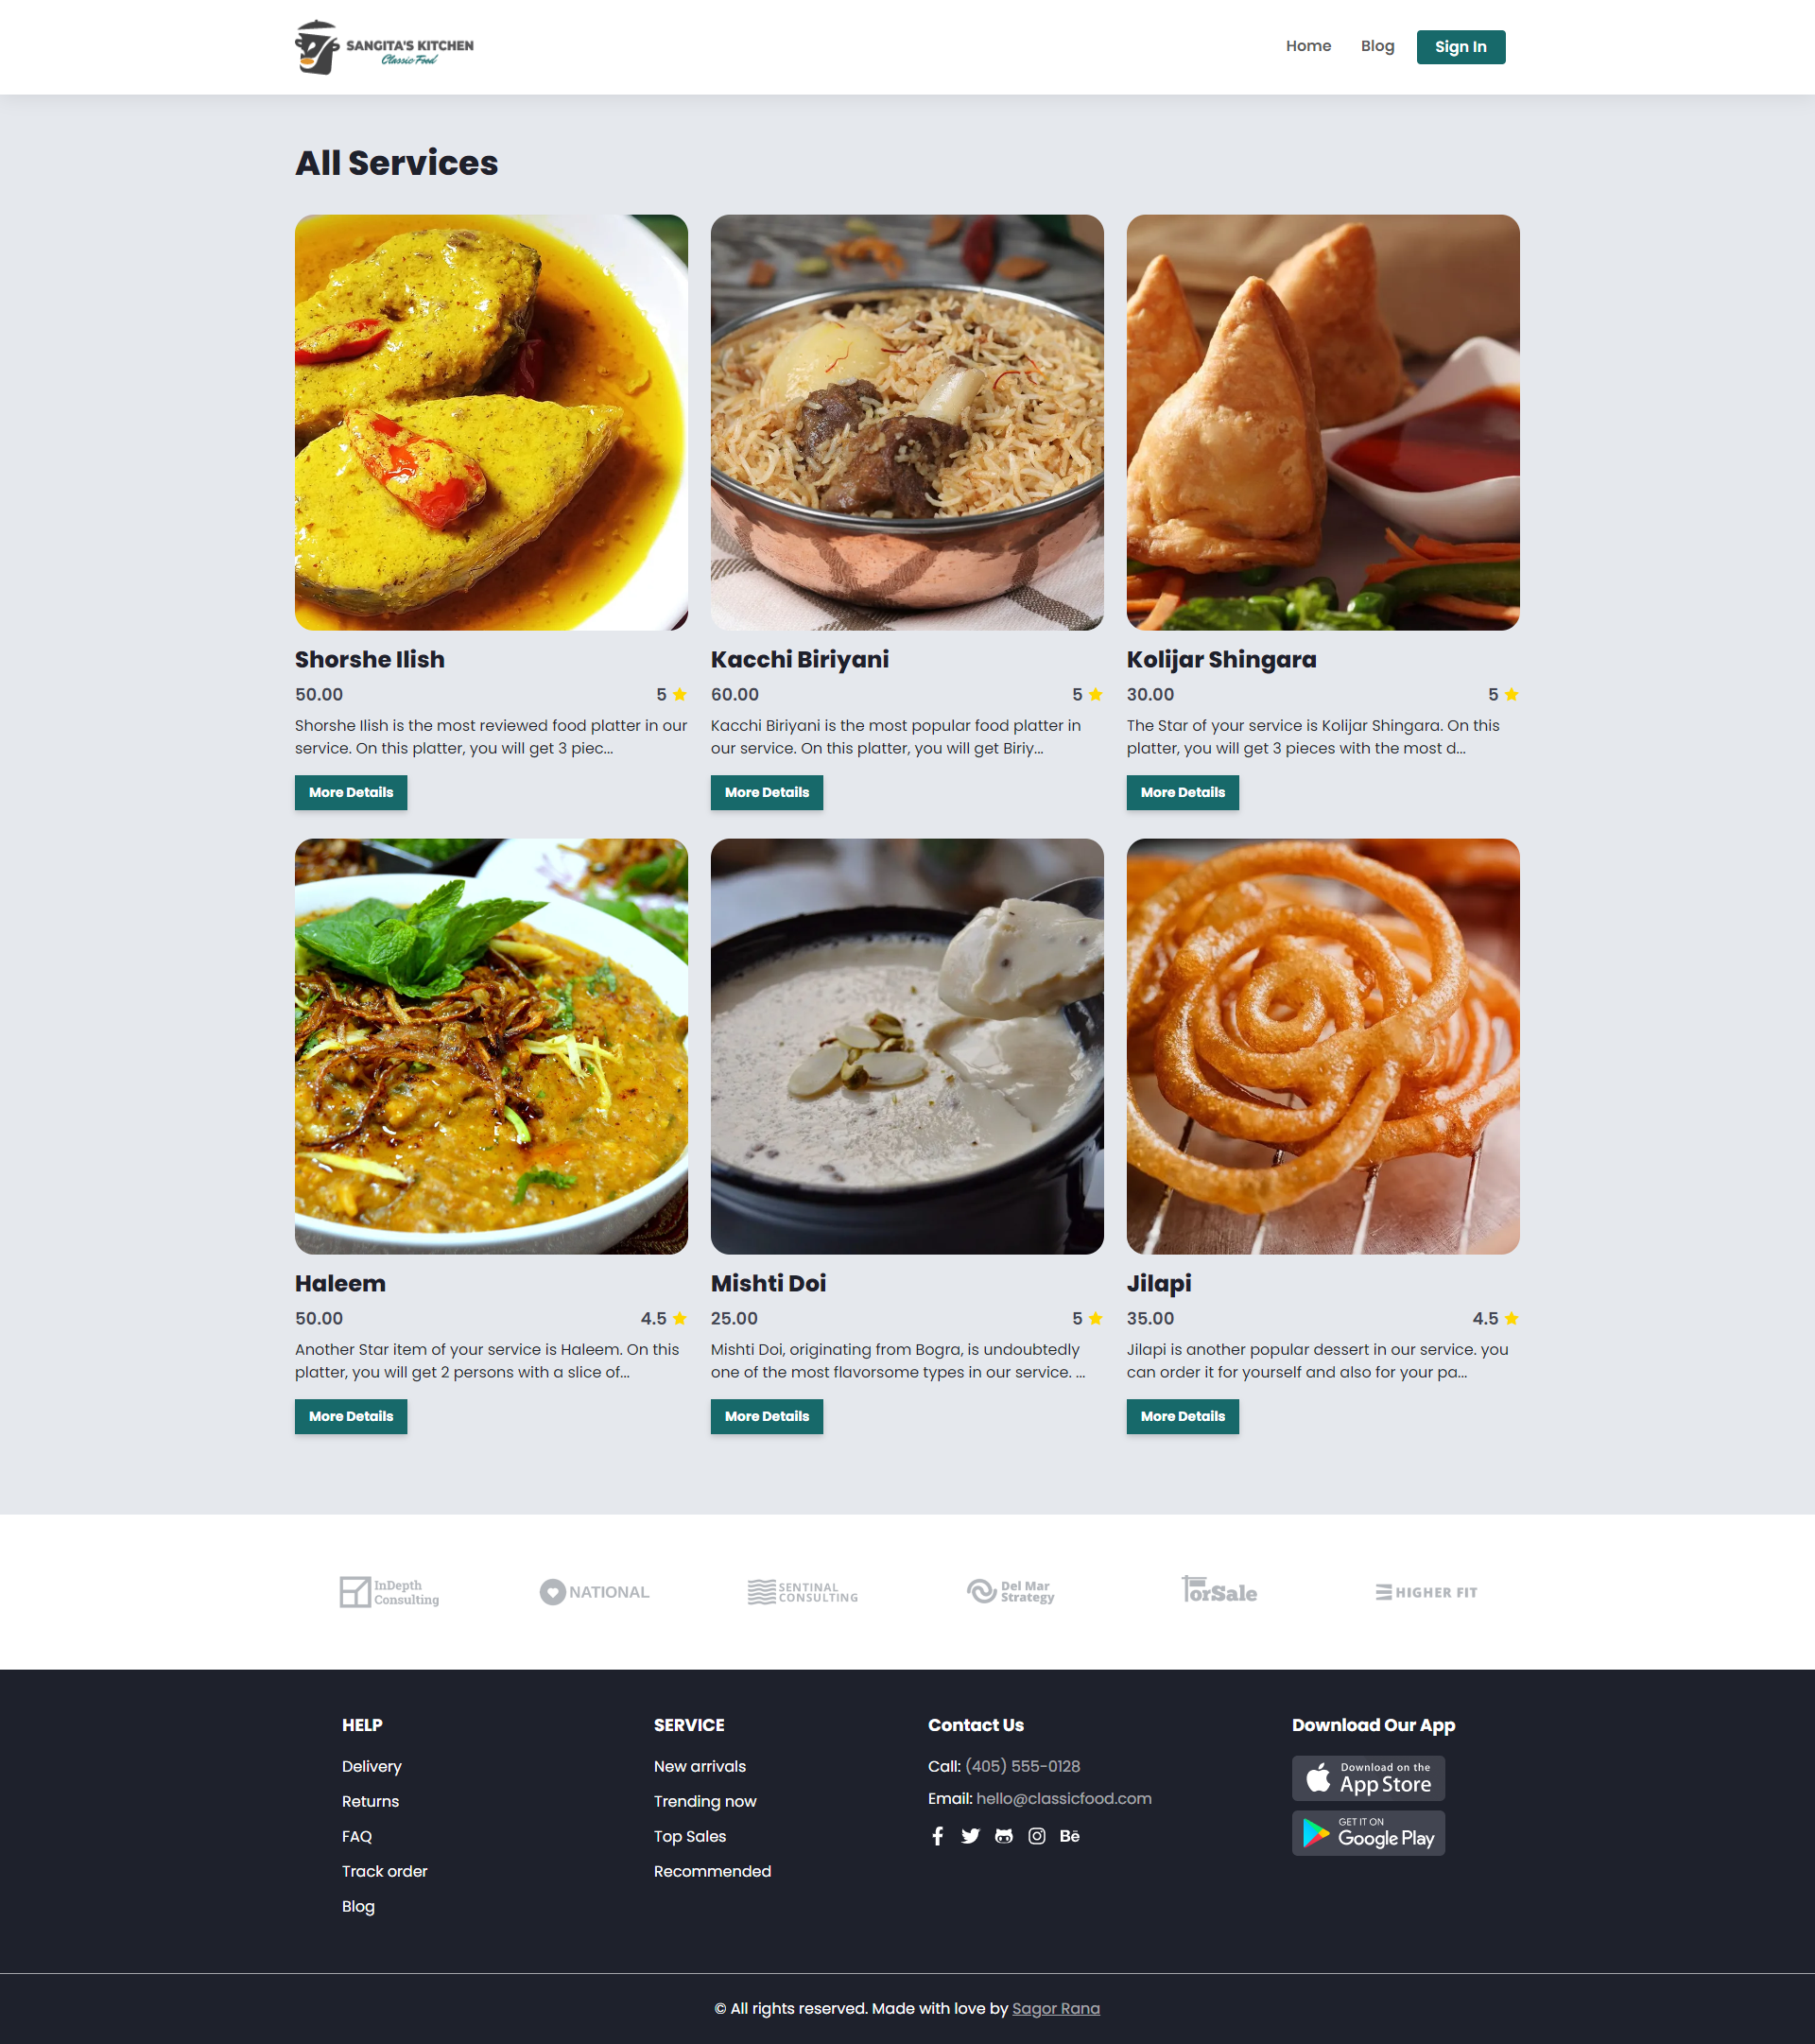 SANGITA'S KITCHEN
Classic Food
Home Blog Sign In
All Services
Shorshe Ilish
50.00 5
Shorshe Ilish is the most reviewed food platter in our
service. On this platter, you will get 3 piec...
More Details
Kacchi Biriyani
60.00 5
Kacchi Biriyani is the most popular food platter in
our service. On this platter, you will get Biriy...
More Details
Kolijar Shingara
30.00 5
The Star of your service is Kolijar Shingara. On this
platter, you will get 3 pieces with the most d...
More Details
Haleem
50.00 4.5
Another Star item of your service is Haleem. On this
platter, you will get 2 persons with a slice of...
More Details
Mishti Doi
25.00 5
Mishti Doi, originating from Bogra, is undoubtedly
one of the most flavorsome types in our service. ...
More Details
Jilapi
35.00 4.5
Jilapi is another popular dessert in our service. you
can order it for yourself and also for your pa...
More Details
InDepth
Consulting
NATIONAL
SENTINAL
CONSULTING
Del Mar
Strategy
forSale
HIGHER FIT
HELP
Delivery
Returns
FAQ
Track order
Blog
SERVICE
New arrivals
Trending now
Top Sales
Recommended
Contact Us
Call: (405) 555-0128
Email: hello@classicfood.com
Bē
Download Our App
Download on the
App Store
GET IT ON
Google Play
© All rights reserved. Made with love by Sagor Rana